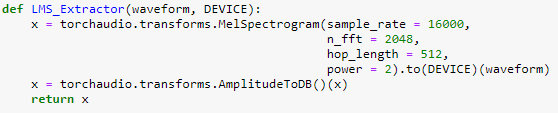 def LMS_Extractor(waveform, DEVICE):
    x = torchaudio.transforms.MelSpectrogram(sample_rate = 16000,
                                             n_fft = 2048,
                                             hop_length = 512,
                                             power = 2).to(DEVICE)(waveform)
    x = torchaudio.transforms.AmplitudeToDB()(x)
    return x